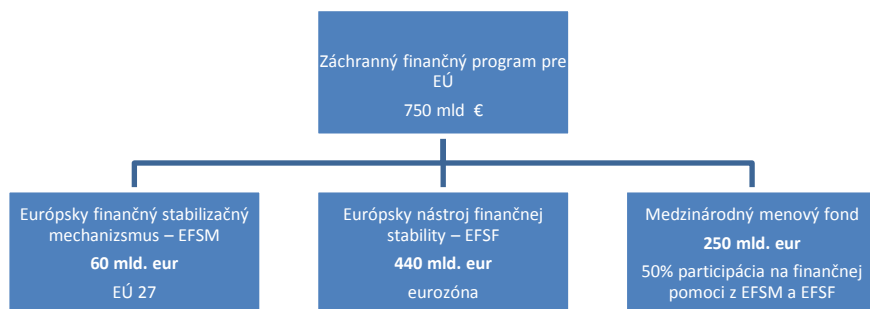 Záchranný finančný program pre
EÚ
750 mld  €
Európsky finančný stabilizačný
mechanizmus – EFSM
60 mld. eur
EÚ 27
Európsky nástroj finančnej
stability – EFSF
440 mld. eur
eurozóna
Medzinárodný menový fond
250 mld. eur
50% participácia na finančnej
pomoci z EFSM a EFSF